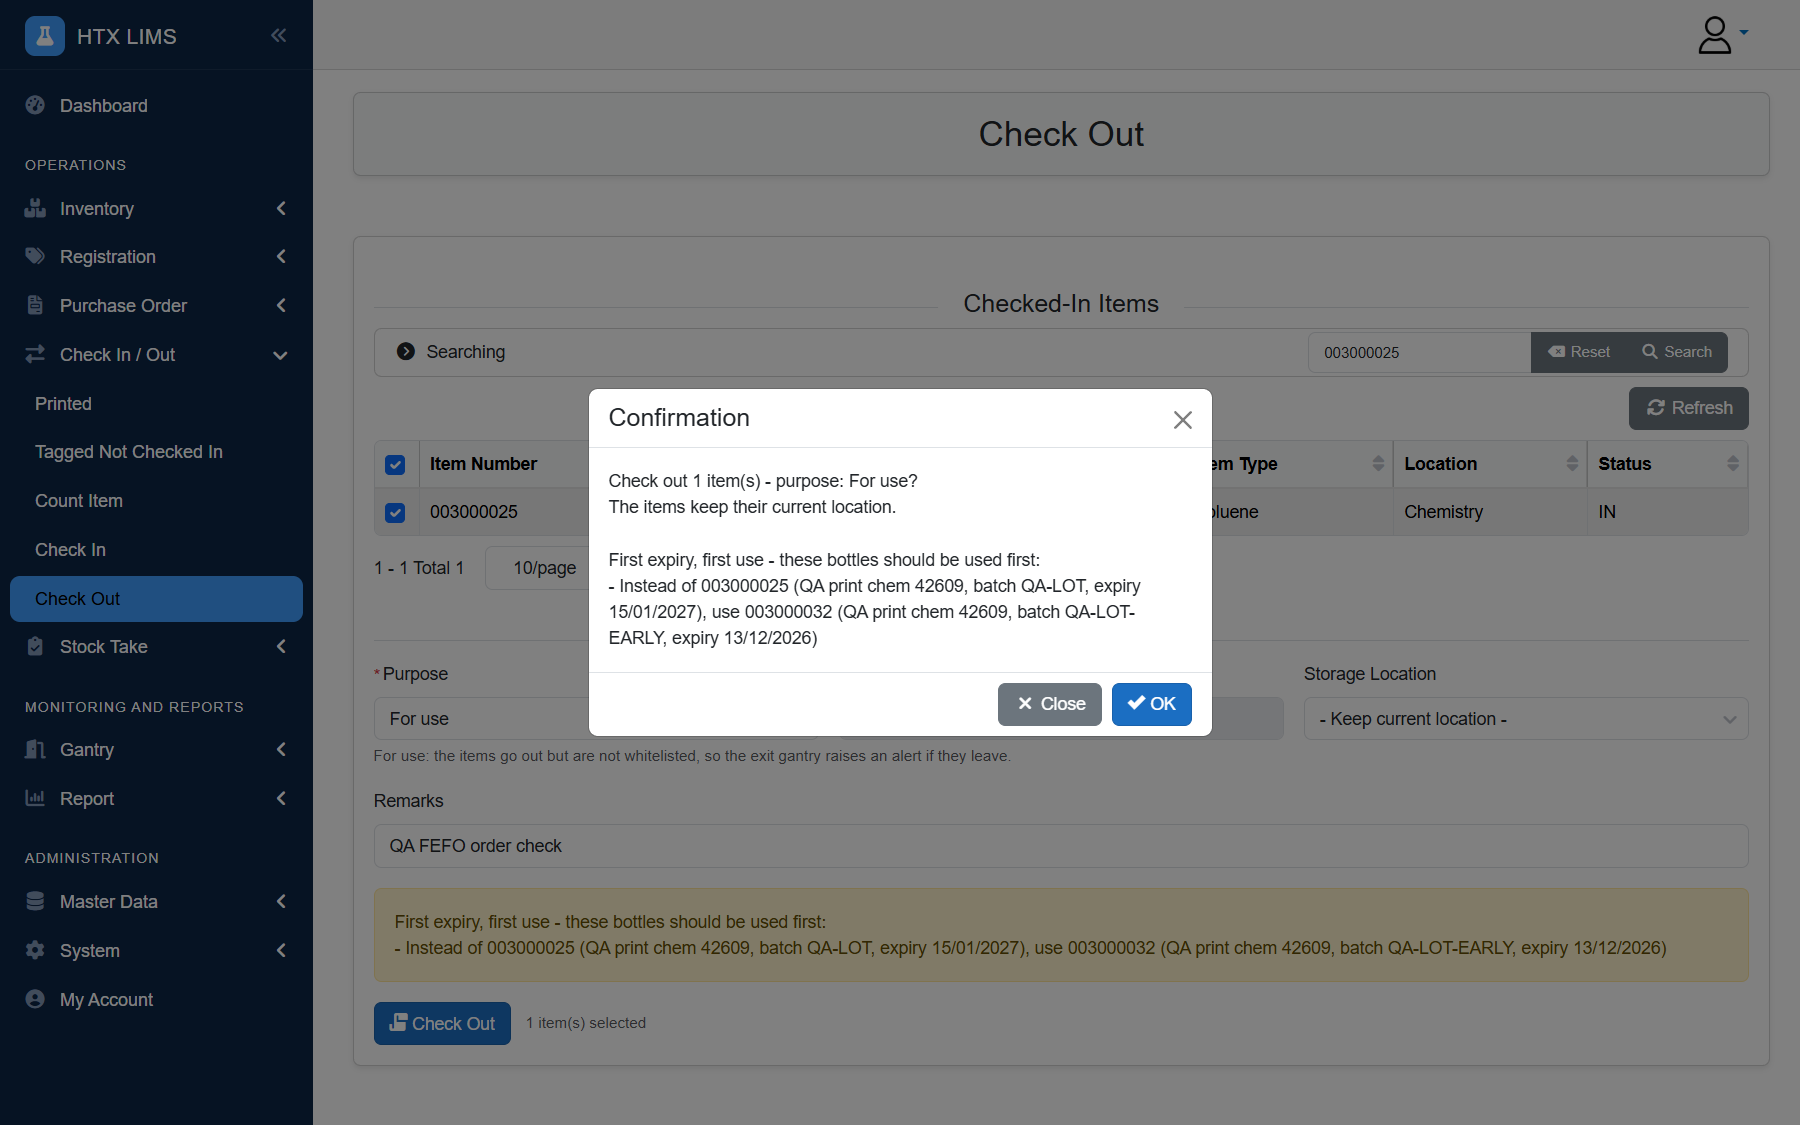 HTX LIMS
Dashboard
OPERATIONS
Inventory
Registration
Purchase Order
Check In / Out
Printed
Tagged Not Checked In
Count Item
Check In
Check Out
Stock Take
MONITORING AND REPORTS
Gantry
Report
ADMINISTRATION
Master Data
System
My Account
Check Out
Checked-In Items
Searching
003000025
Reset
Search
Refresh
Item Number
em Type
Location
Status
003000025
oluene
Chemistry
IN
1 - 1 Total 1
10/page
Confirmation
Check out 1 item(s) - purpose: For use?
The items keep their current location.
First expiry, first use - these bottles should be used first:
- Instead of 003000025 (QA print chem 42609, batch QA-LOT, expiry
15/01/2027), use 003000032 (QA print chem 42609, batch QA-LOT-
EARLY, expiry 13/12/2026)
Close
OK
*Purpose
For use
Storage Location
- Keep current location -
For use: the items go out but are not whitelisted, so the exit gantry raises an alert if they leave.
Remarks
QA FEFO order check
First expiry, first use - these bottles should be used first:
- Instead of 003000025 (QA print chem 42609, batch QA-LOT, expiry 15/01/2027), use 003000032 (QA print chem 42609, batch QA-LOT-EARLY, expiry 13/12/2026)
Check Out
1 item(s) selected